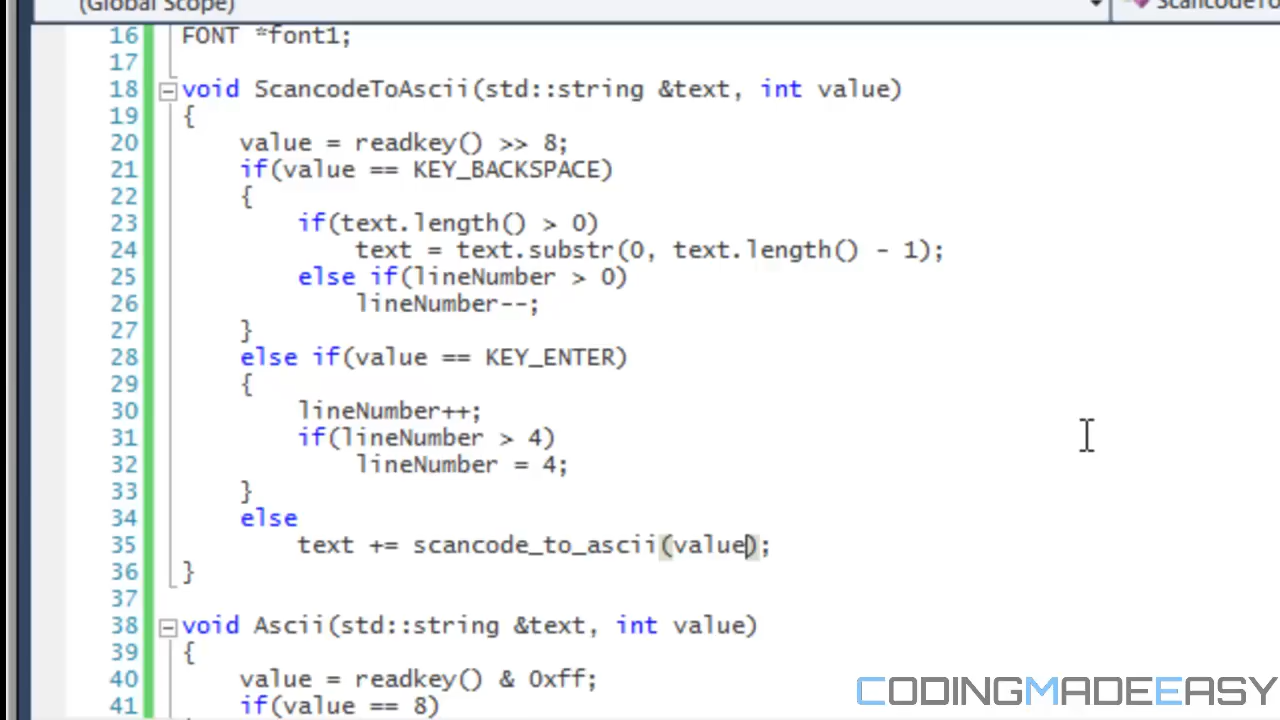 (Global Scope)
16 FONT *font1;
17
18 void ScancodeToAscii(std::string &text, int value)
19 {
20 value = readkey() >> 8;
21 if(value == KEY_BACKSPACE)
22 {
23 if(text.length() > 0)
24 text = text.substr(0, text.length() - 1);
25 else if(lineNumber > 0)
26 lineNumber--;
27 }
28 else if(value == KEY_ENTER)
29 {
30 lineNumber++;
31 if(lineNumber > 4)
32 lineNumber = 4;
33 }
34 else
35 text += scancode_to_ascii(value);
36 }
37
38 void Ascii(std::string &text, int value)
39 {
40 value = readkey() & 0xff;
41 if(value == 8)
CODINGMADEEASY